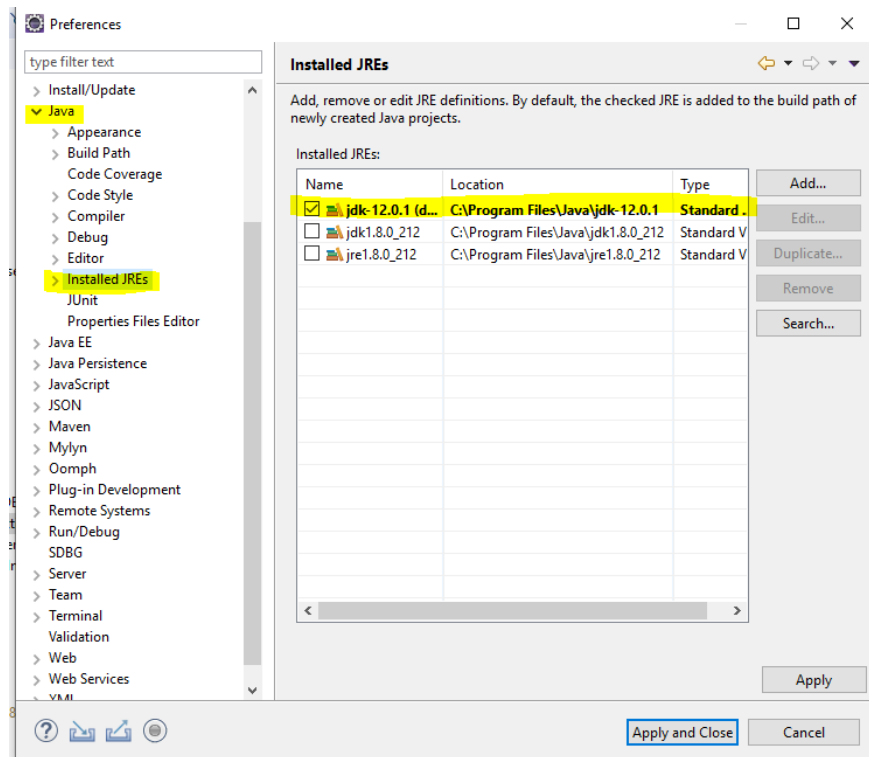 Preferences
type filter text
Install/Update
Java
Appearance
Build Path
Code Coverage
Code Style
Compiler
Debug
Editor
Installed JREs
JUnit
Properties Files Editor
Java EE
Java Persistence
JavaScript
JSON
Maven
Mylyn
Oomph
Plug-in Development
Remote Systems
Run/Debug
SDBG
Server
Team
Terminal
Validation
Web
Web Services
XML
Installed JREs
Add, remove or edit JRE definitions. By default, the checked JRE is added to the build path of
newly created Java projects.
Installed JREs:
Name Location Type
jdk-12.0.1 (d... C:\Program Files\Java\jdk-12.0.1 Standard .
jdk1.8.0_212 C:\Program Files\Java\jdk1.8.0_212 Standard V
jre1.8.0_212 C:\Program Files\Java\jre1.8.0_212 Standard V
Add...
Edit...
Duplicate...
Remove
Search...
Apply
Apply and Close
Cancel